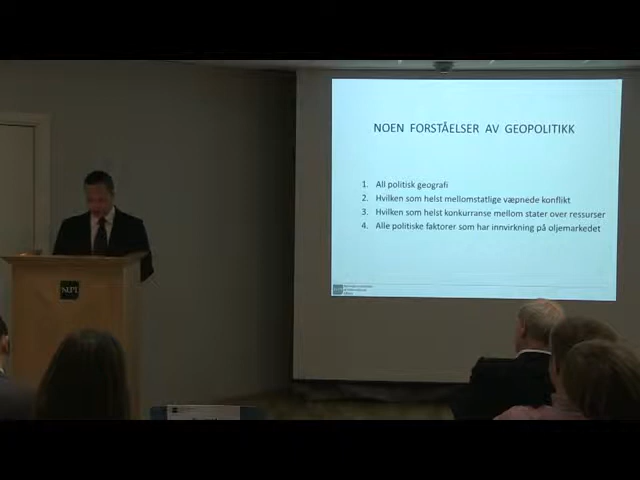 NOEN FORSTÅELSER AV GEOPOLITIKK
1. All politisk geografi
2. Hvilken som helst mellomstatlige væpnede konflikt
3. Hvilken som helst konkurranse mellom stater over ressurser
4. Alle politiske faktorer som har innvirkning på oljemarkedet
NUPI